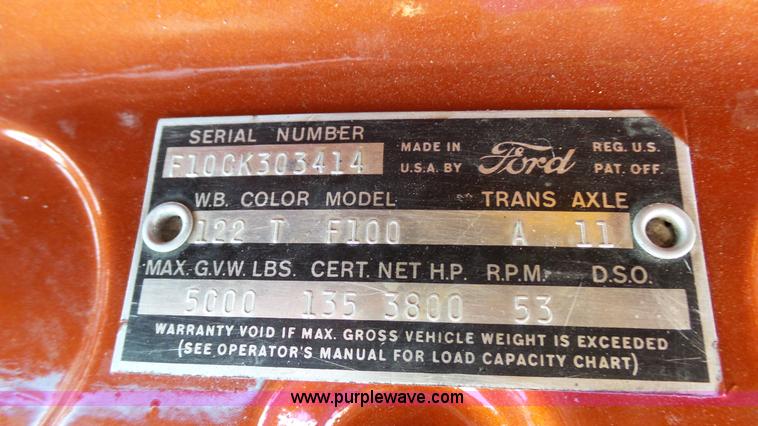 SERIAL NUMBER
F10CK303414
MADE IN
U.S.A. BY
Ford
REG. U.S.
PAT. OFF.
W.B. COLOR MODEL TRANS AXLE
122 T F100 A 11
MAX. G.V.W. LBS. CERT. NET H.P. R.P.M. D.S.O.
5000 135 3800 53
WARRANTY VOID IF MAX. GROSS VEHICLE WEIGHT IS EXCEEDED
(SEE OPERATOR'S MANUAL FOR LOAD CAPACITY CHART)
www.purplewave.com